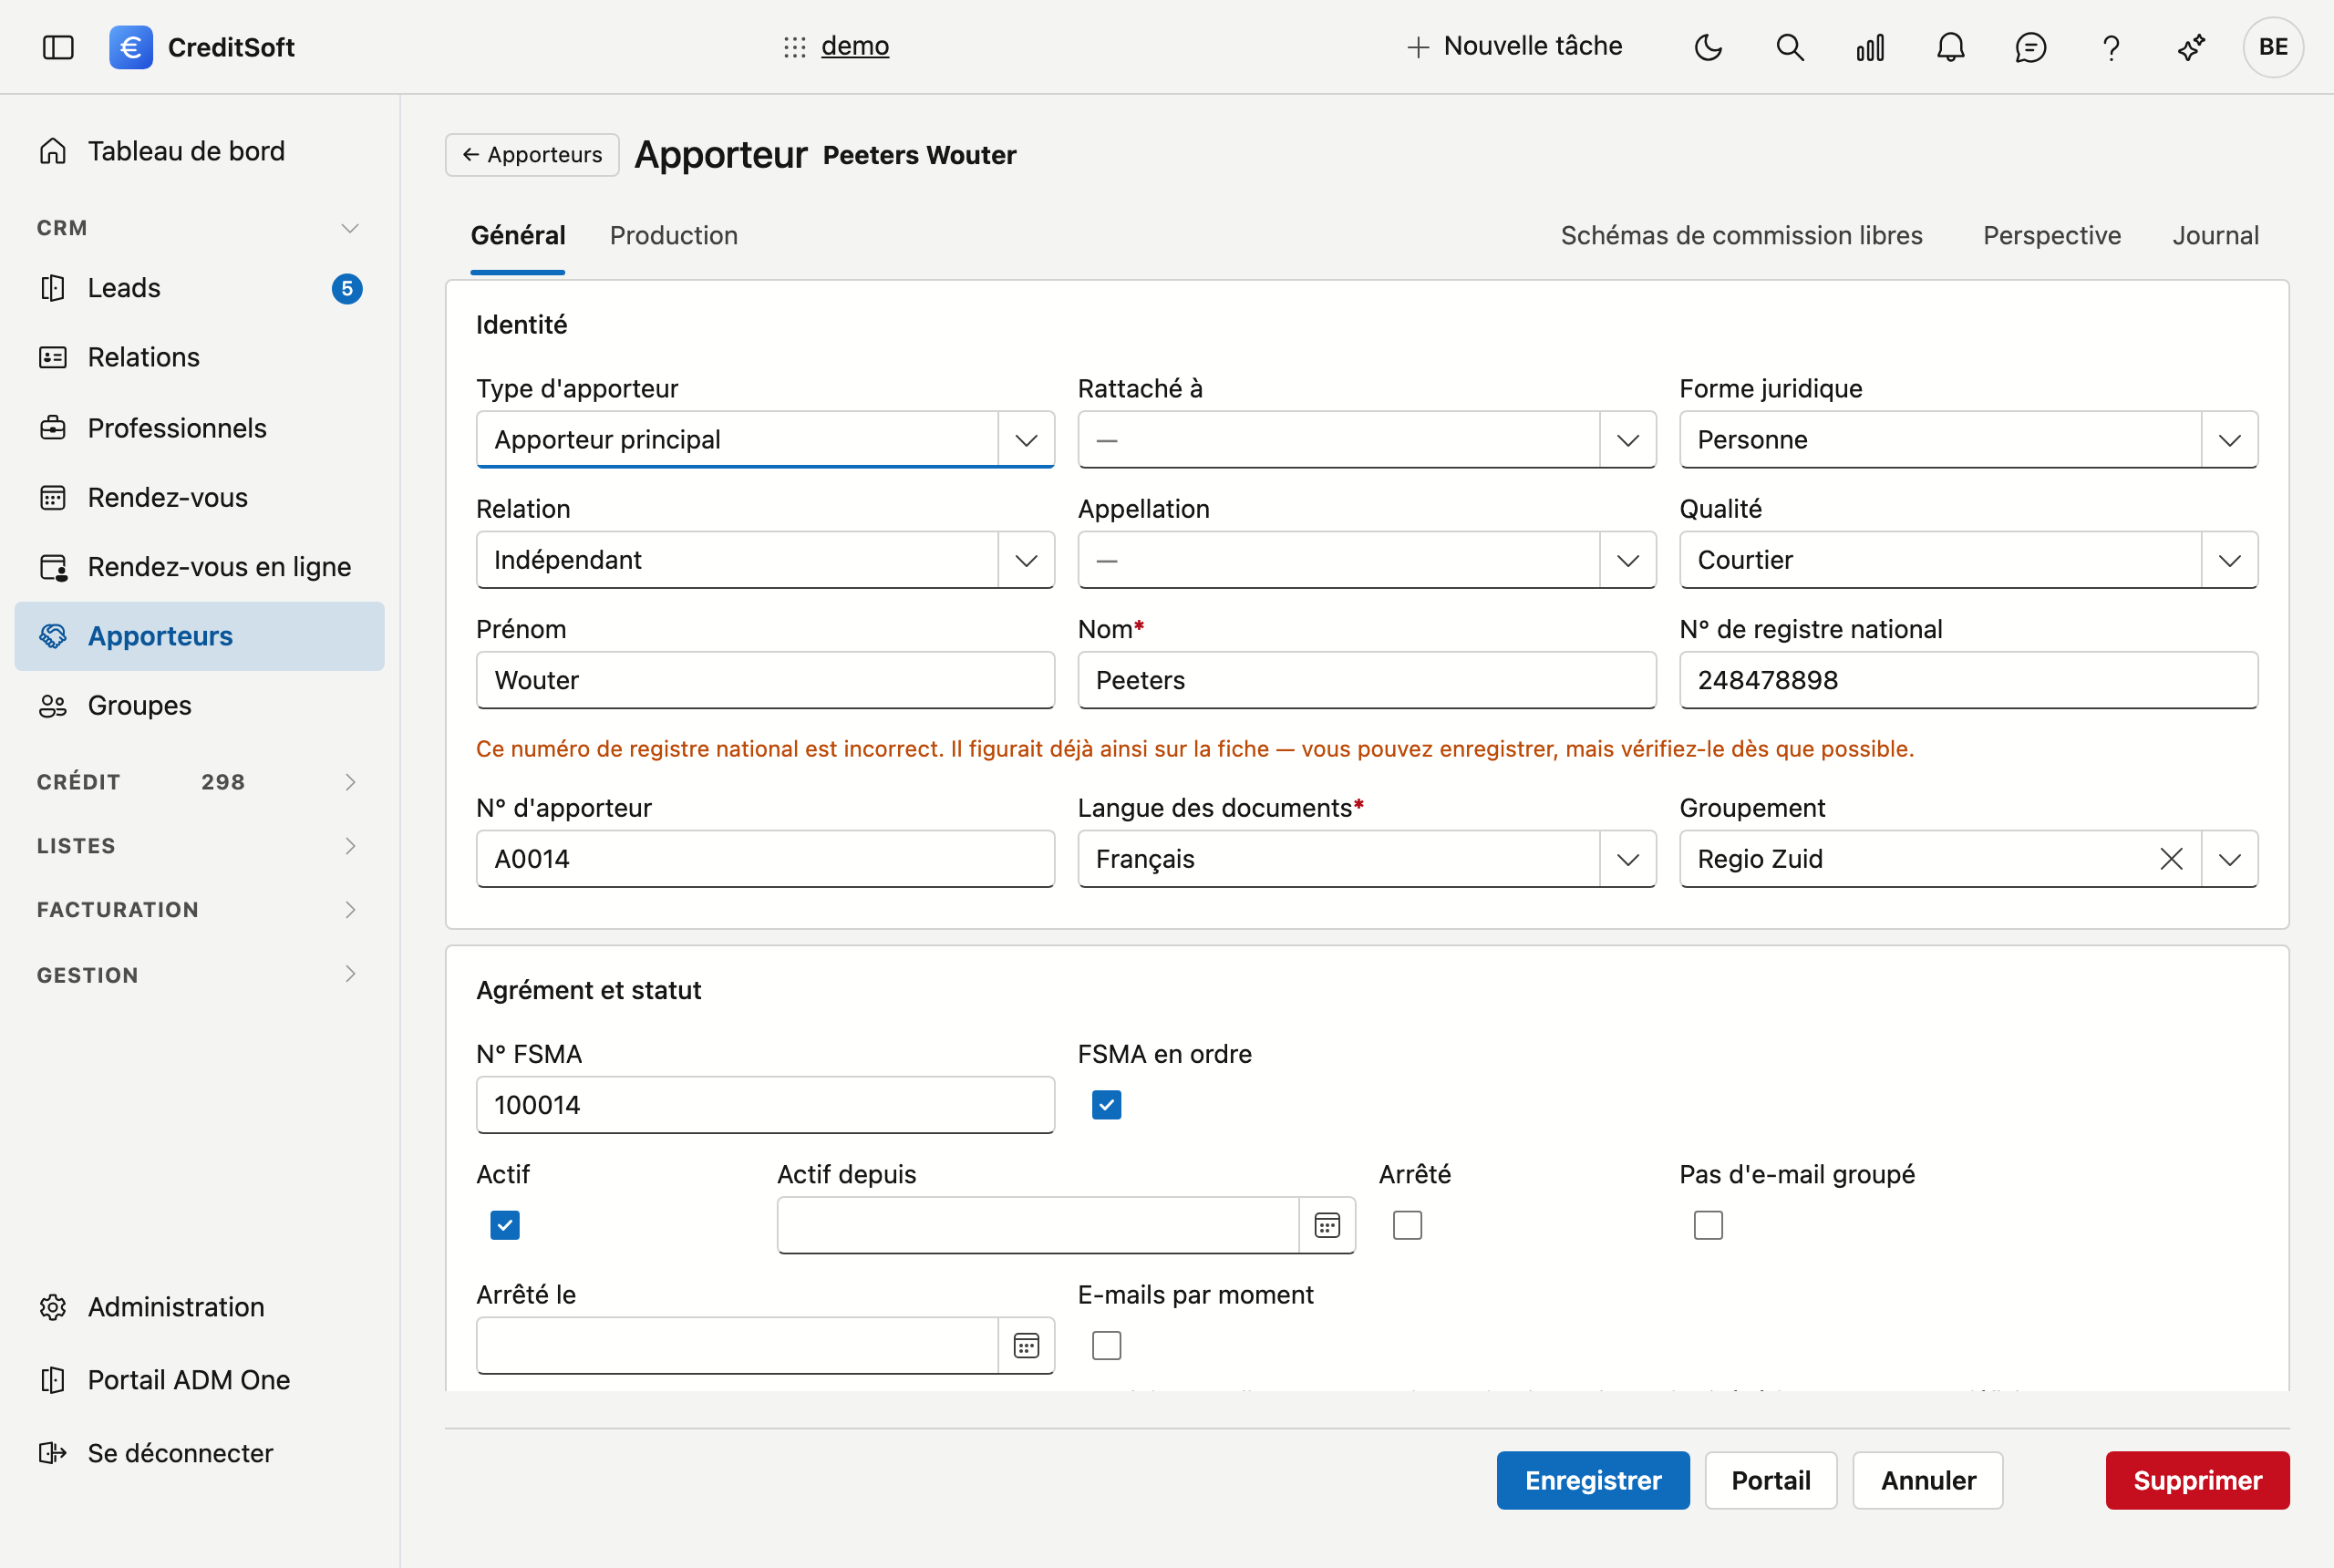 € CreditSoft
demo
Nouvelle tâche
BE
Tableau de bord
CRM
Leads 5
Relations
Professionnels
Rendez-vous
Rendez-vous en ligne
Apporteurs
Groupes
CRÉDIT 298
LISTES
FACTURATION
GESTION
Administration
Portail ADM One
Se déconnecter
← Apporteurs Apporteur Peeters Wouter
Général Production Schémas de commission libres Perspective Journal
Identité
Type d'apporteur Rattaché à Forme juridique
Apporteur principal — Personne
Relation Appellation Qualité
Indépendant — Courtier
Prénom Nom* N° de registre national
Wouter Peeters 248478898
Ce numéro de registre national est incorrect. Il figurait déjà ainsi sur la fiche — vous pouvez enregistrer, mais vérifiez-le dès que possible.
N° d'apporteur Langue des documents* Groupement
A0014 Français Regio Zuid
Agrément et statut
N° FSMA FSMA en ordre
100014
Actif Actif depuis Arrêté Pas d'e-mail groupé
Arrêté le E-mails par moment
Enregistrer Portail Annuler Supprimer